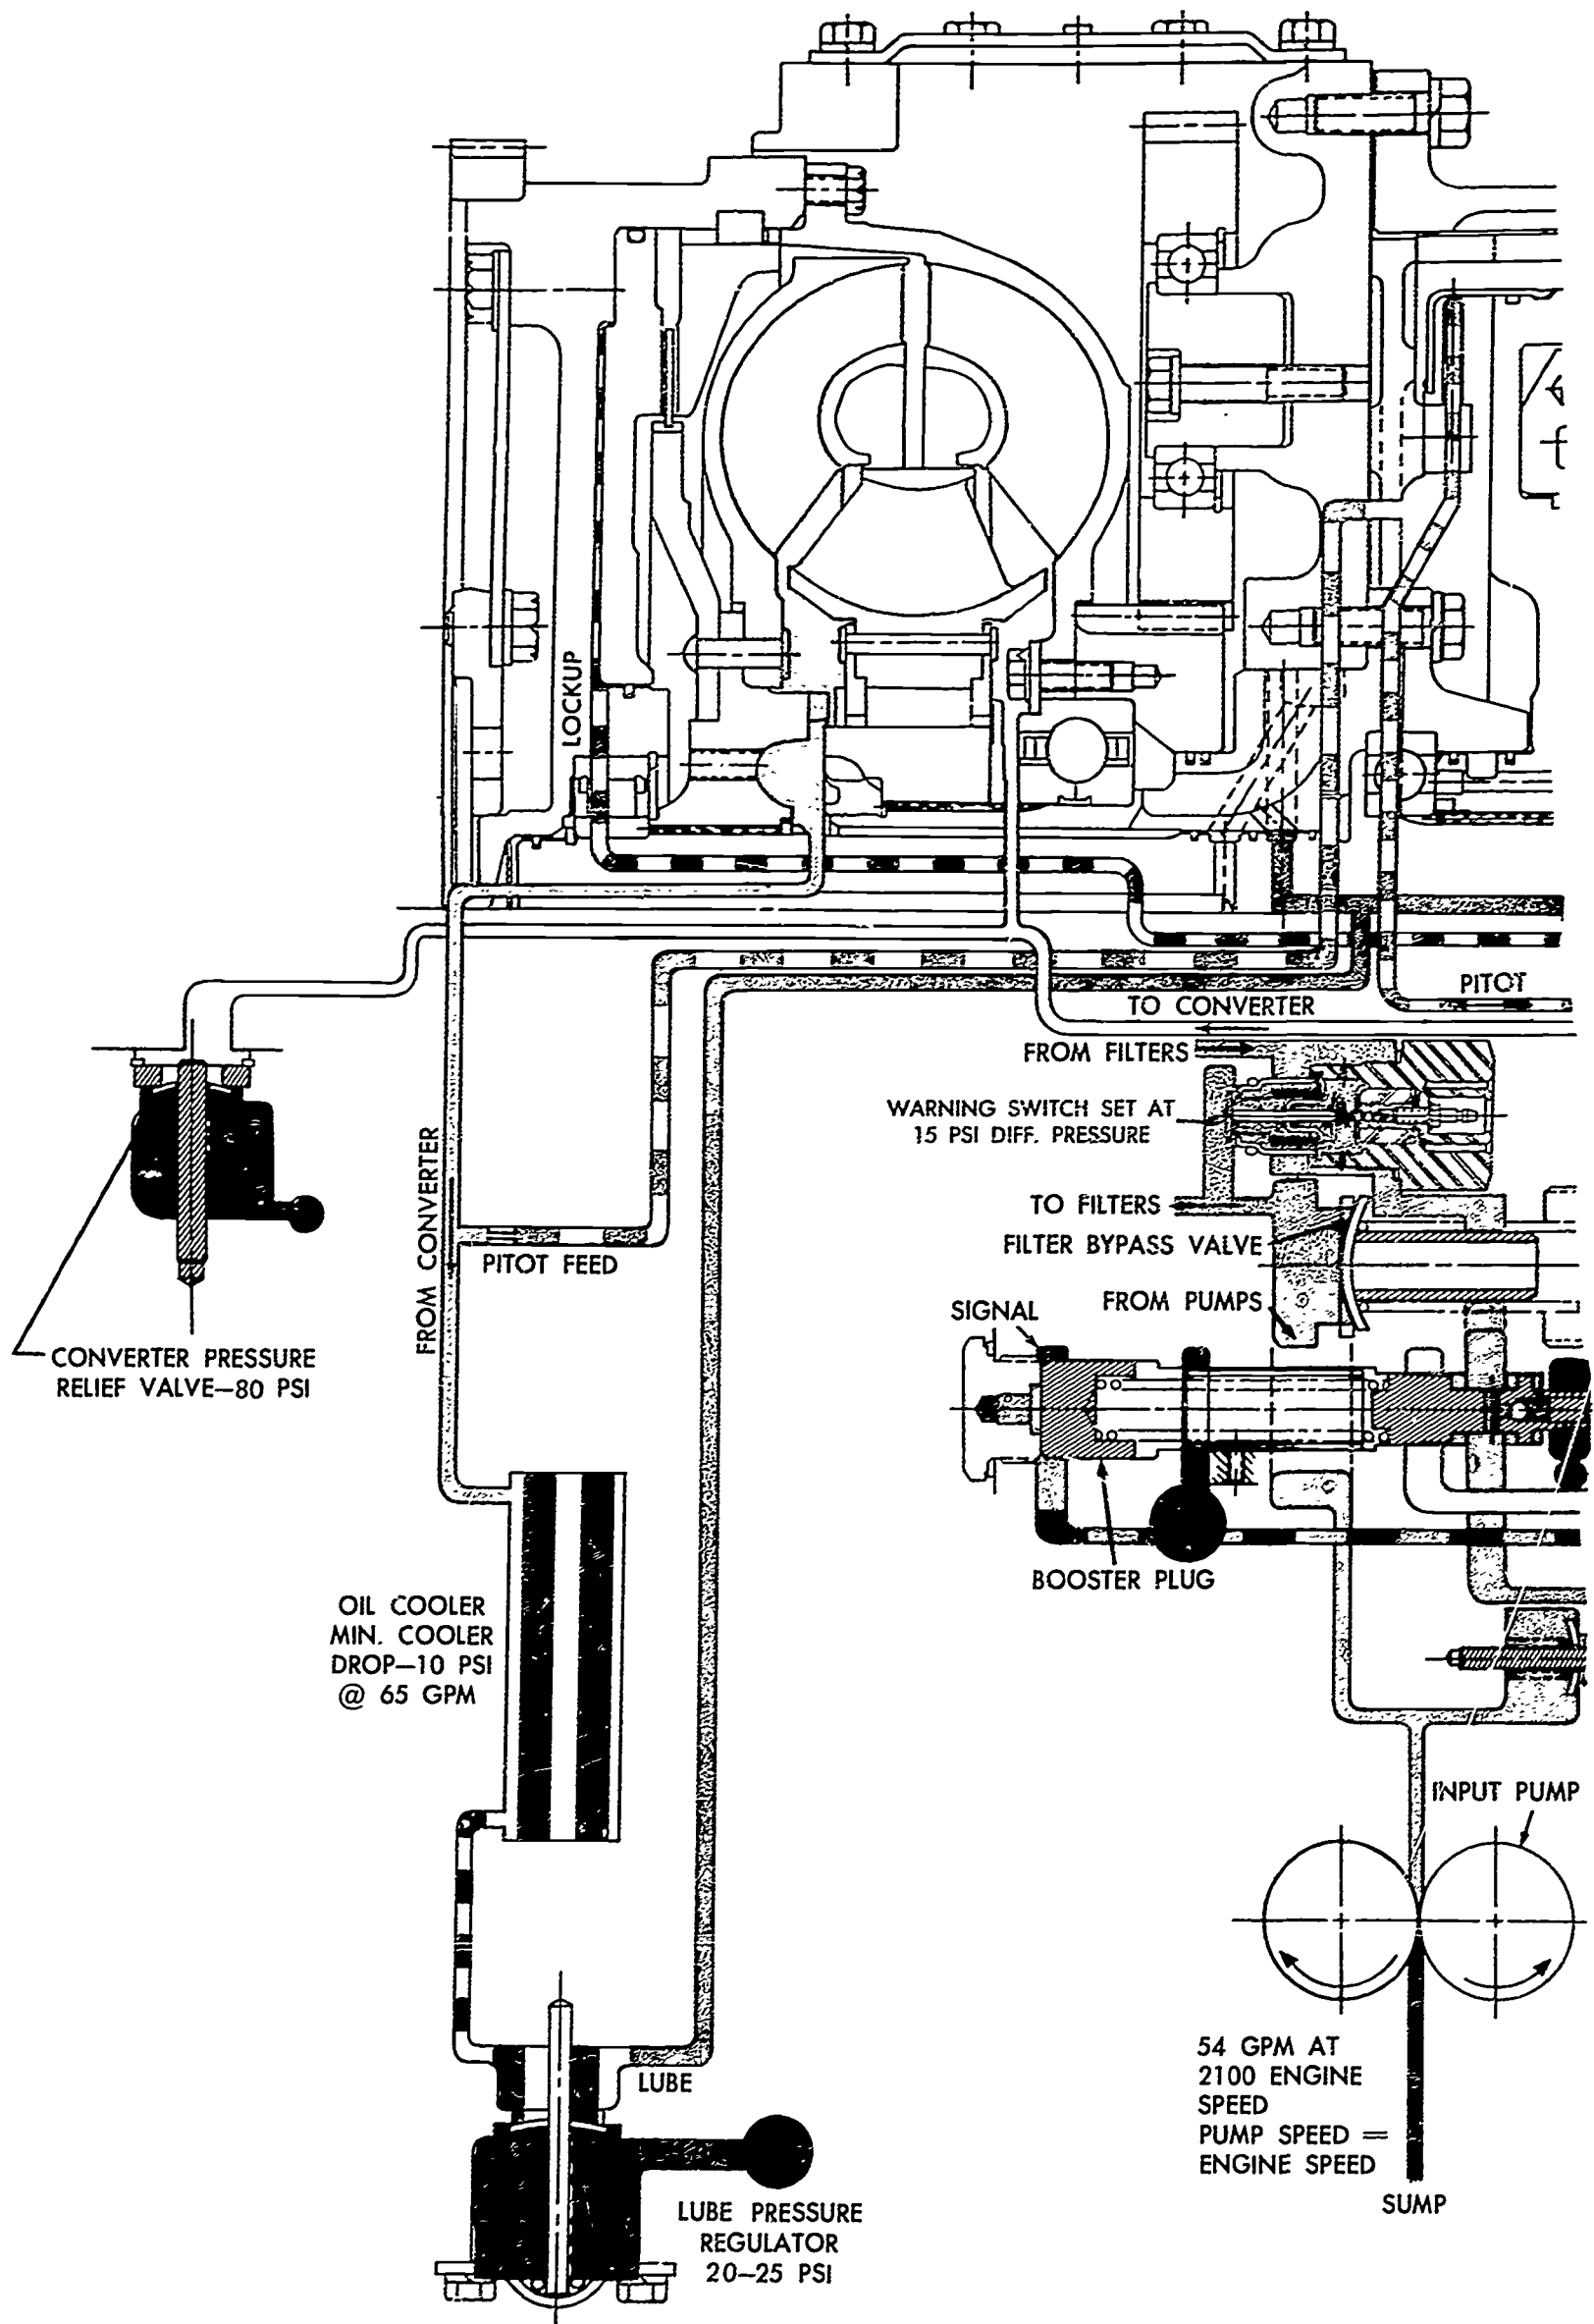 LOCKUP
PITOT
TO CONVERTER
FROM FILTERS
WARNING SWITCH SET AT
15 PSI DIFF. PRESSURE
FROM CONVERTER
TO FILTERS
FILTER BYPASS VALVE
PITOT FEED
FROM PUMPS
SIGNAL
CONVERTER PRESSURE
RELIEF VALVE—80 PSI
BOOSTER PLUG
OIL COOLER
MIN. COOLER
DROP—10 PSI
@ 65 GPM
INPUT PUMP
54 GPM AT
2100 ENGINE
SPEED
PUMP SPEED =
ENGINE SPEED
LUBE
SUMP
LUBE PRESSURE
REGULATOR
20—25 PSI